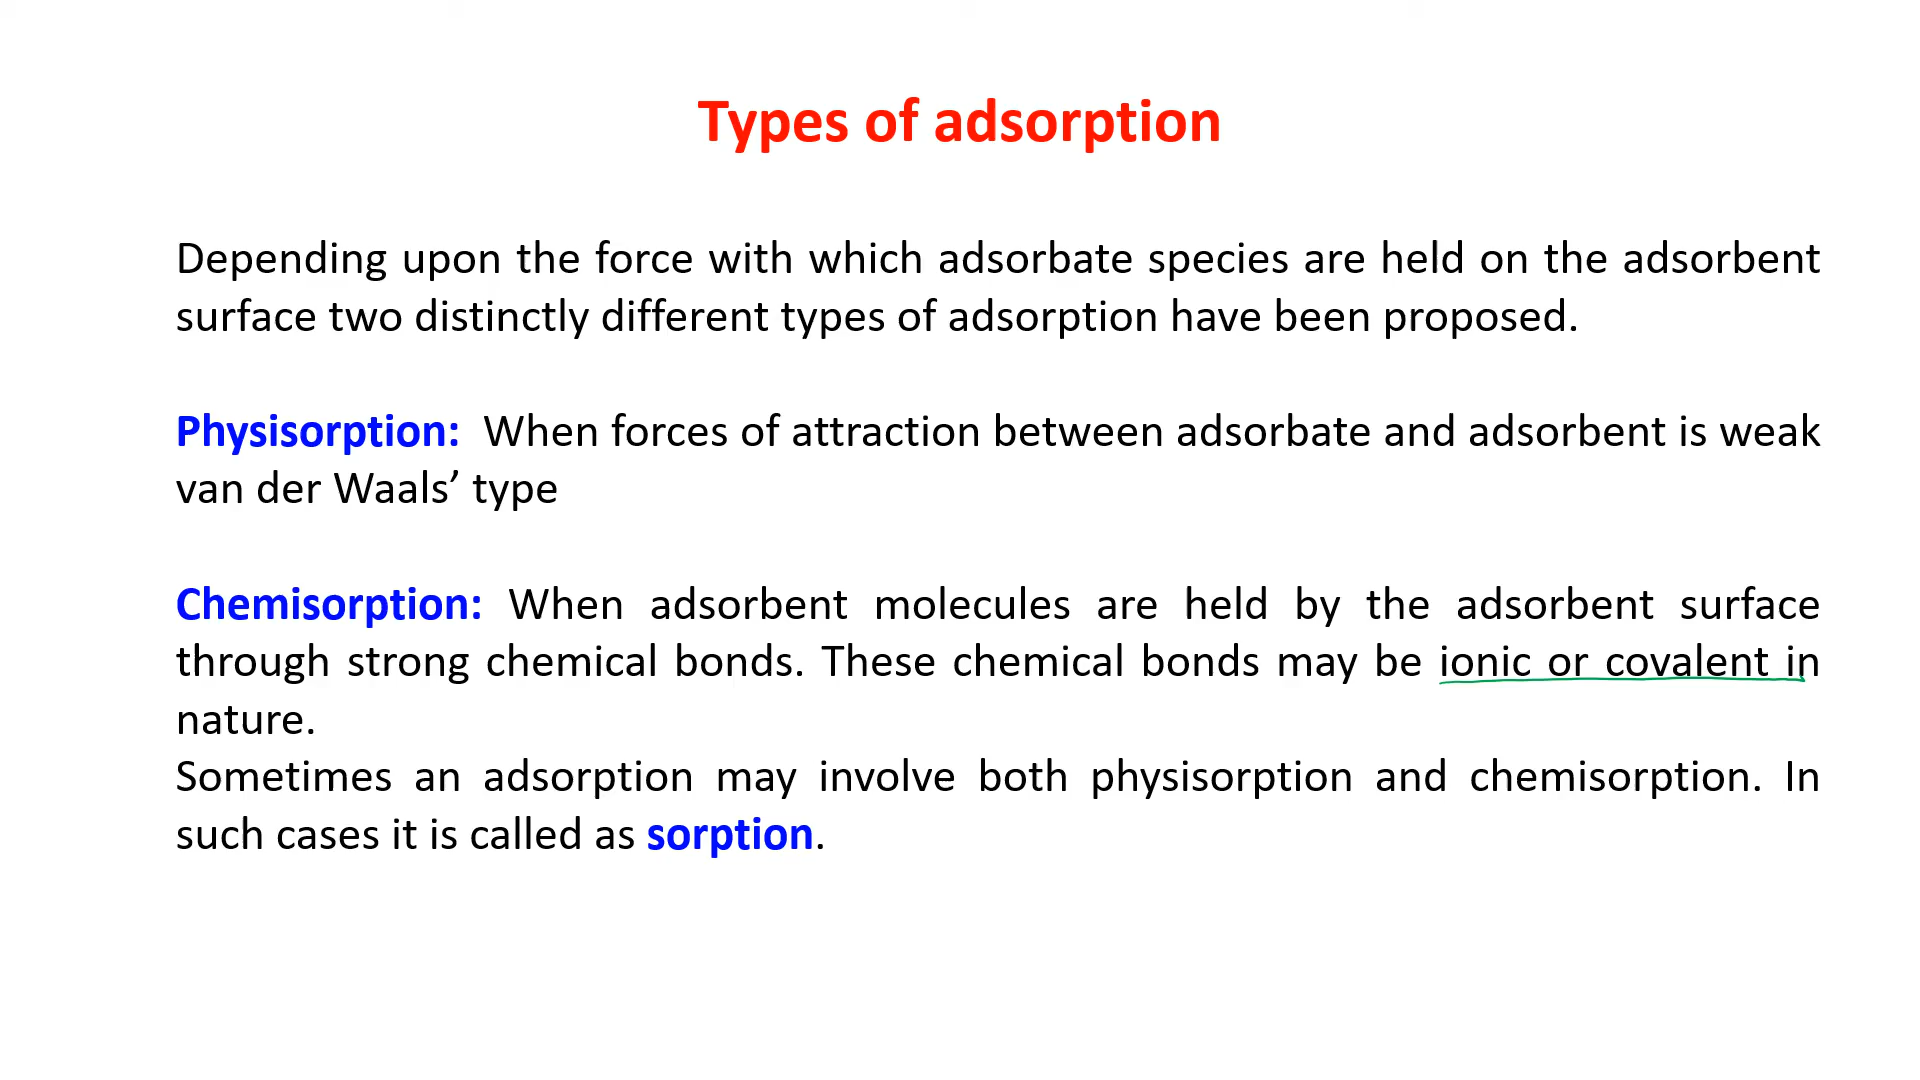 Types of adsorption
Depending upon the force with which adsorbate species are held on the adsorbent
surface two distinctly different types of adsorption have been proposed.
Physisorption: When forces of attraction between adsorbate and adsorbent is weak
van der Waals’ type
Chemisorption: When adsorbent molecules are held by the adsorbent surface
through strong chemical bonds. These chemical bonds may be ionic or covalent in
nature.
Sometimes an adsorption may involve both physisorption and chemisorption. In
such cases it is called as sorption.